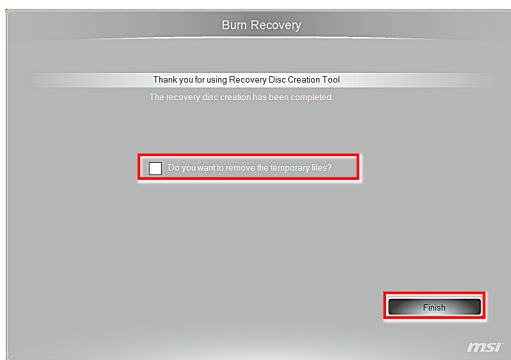 Burn Recovery
Thank you for using Recovery Disc Creation Tool
The recovery disc creation has been completed.
Do you want to remove the temporary files?
Finish
msi